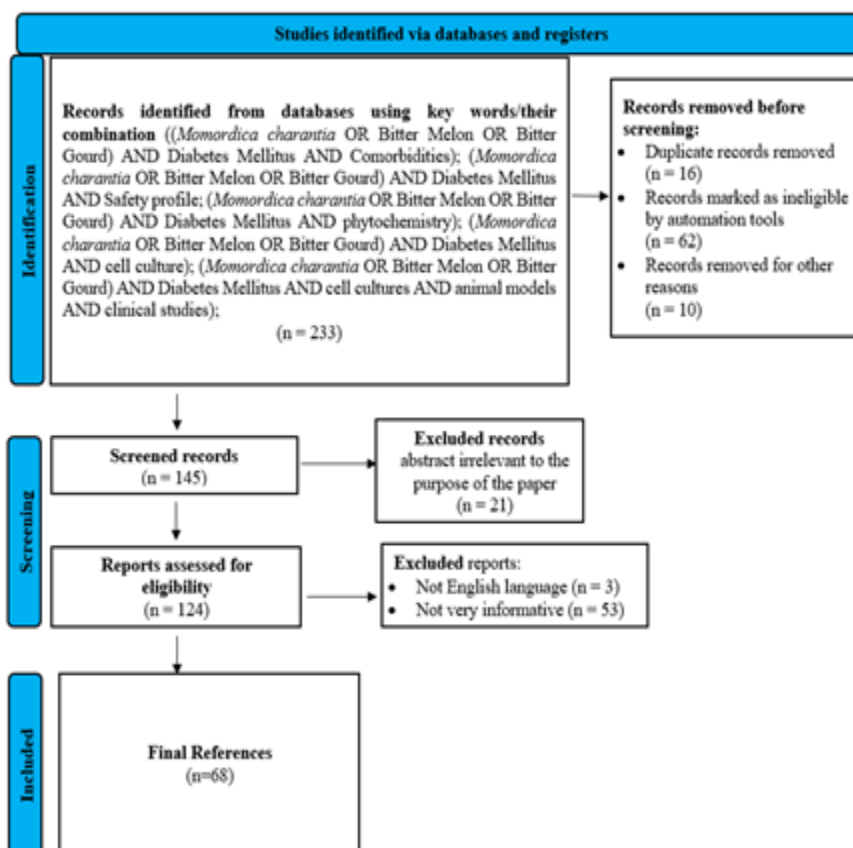 Studies identified via databases and registers
Identification
Records identified from databases using key words/their
combination ((Momordica charantia OR Bitter Melon OR Bitter
Gourd) AND Diabetes Mellitus AND Comorbidities); (Momordica
charantia OR Bitter Melon OR Bitter Gourd) AND Diabetes Mellitus
AND Safety profile; (Momordica charantia OR Bitter Melon OR Bitter
Gourd) AND Diabetes Mellitus AND phytochemistry); (Momordica
charantia OR Bitter Melon OR Bitter Gourd) AND Diabetes Mellitus
AND cell culture); (Momordica charantia OR Bitter Melon OR Bitter
Gourd) AND Diabetes Mellitus AND cell cultures AND animal models
AND clinical studies);
(n = 233)
Records removed before
screening:
• Duplicate records removed
(n = 16)
• Records marked as ineligible
by automation tools
(n = 62)
• Records removed for other
reasons
(n = 10)
Screening
Screened records
(n = 145)
Excluded records
abstract irrelevant to the
purpose of the paper
(n = 21)
Reports assessed for
eligibility
(n = 124)
Excluded reports:
• Not English language (n = 3)
• Not very informative (n = 53)
Included
Final References
(n=68)